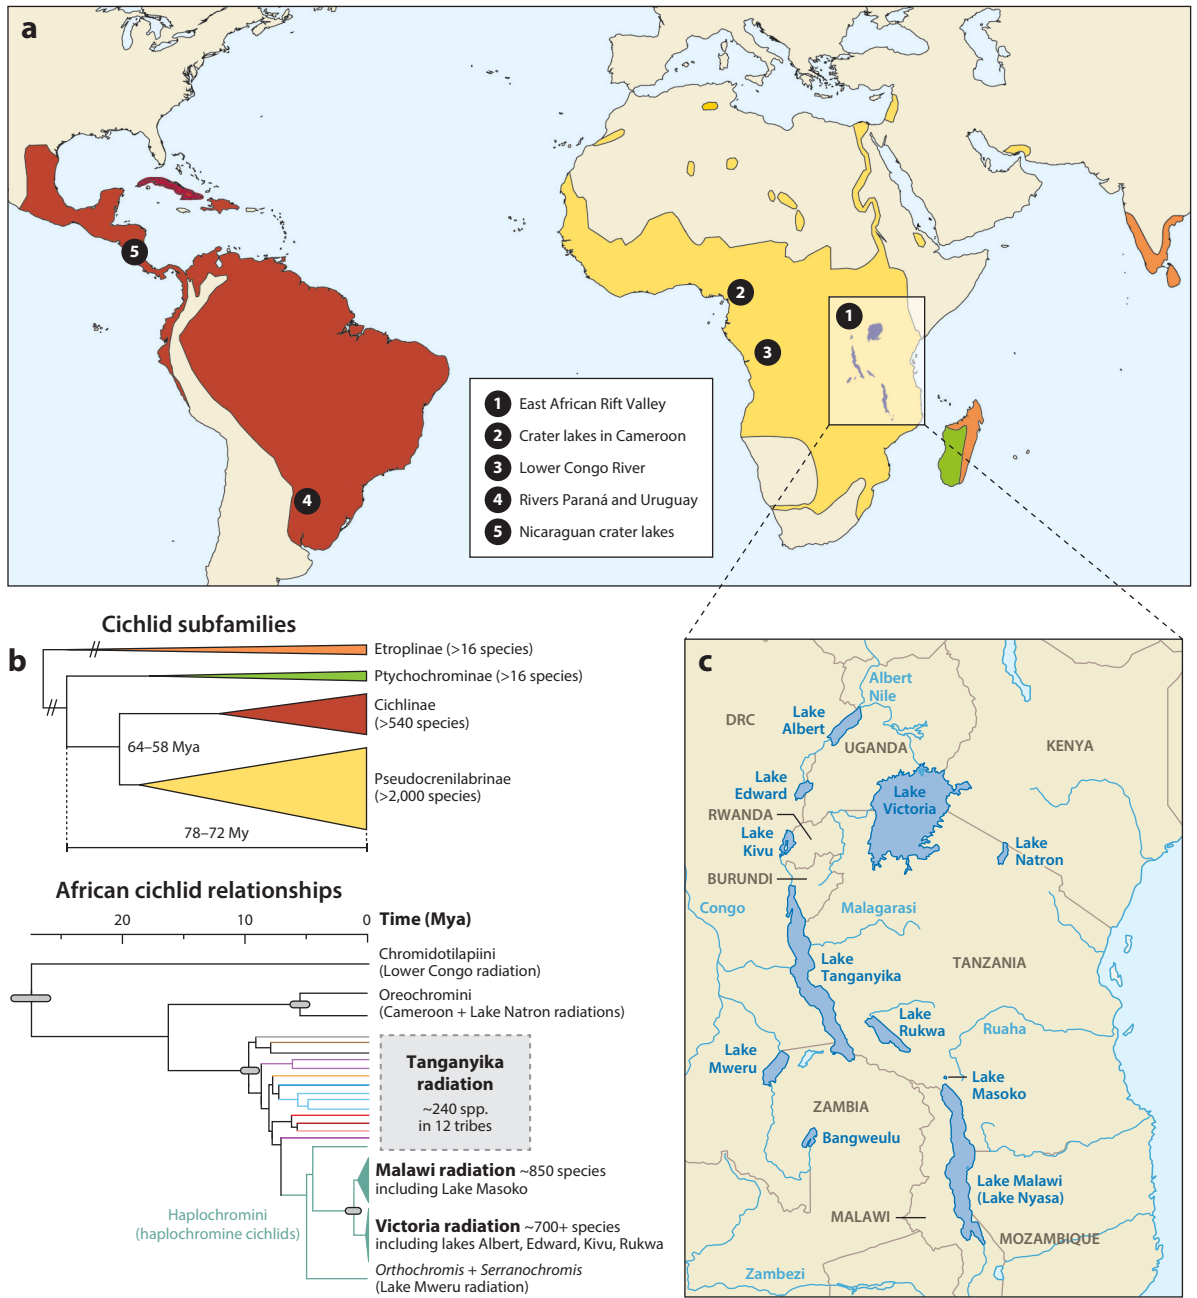 a
5
2
3
1
4
1 East African Rift Valley
2 Crater lakes in Cameroon
3 Lower Congo River
4 Rivers Paraná and Uruguay
5 Nicaraguan crater lakes
b
Cichlid subfamilies
Etroplinae (>16 species)
Ptychochrominae (>16 species)
Cichlinae
(>540 species)
64–58 Mya
Pseudocrenilabrinae
(>2,000 species)
78–72 My
African cichlid relationships
20
10
0
Time (Mya)
Chromidotilapiini
(Lower Congo radiation)
Oreochromini
(Cameroon + Lake Natron radiations)
Tanganyika
radiation
~240 spp.
in 12 tribes
Malawi radiation ~850 species
including Lake Masoko
Haplochromini
(haplochromine cichlids)
Victoria radiation ~700+ species
including lakes Albert, Edward, Kivu, Rukwa
Orthochromis + Serranochromis
(Lake Mweru radiation)
c
Albert
Nile
Lake
Albert
DRC
UGANDA
KENYA
Lake
Edward
Lake
Victoria
RWANDA
Lake
Kivu
Lake
Natron
BURUNDI
Congo
Malagarasi
Lake
Tanganyika
TANZANIA
Lake
Rukwa
Ruaha
Lake
Mweru
Lake
Masoko
ZAMBIA
Bangweulu
Lake Malawi
(Lake Nyasa)
MALAWI
MOZAMBIQUE
Zambezi